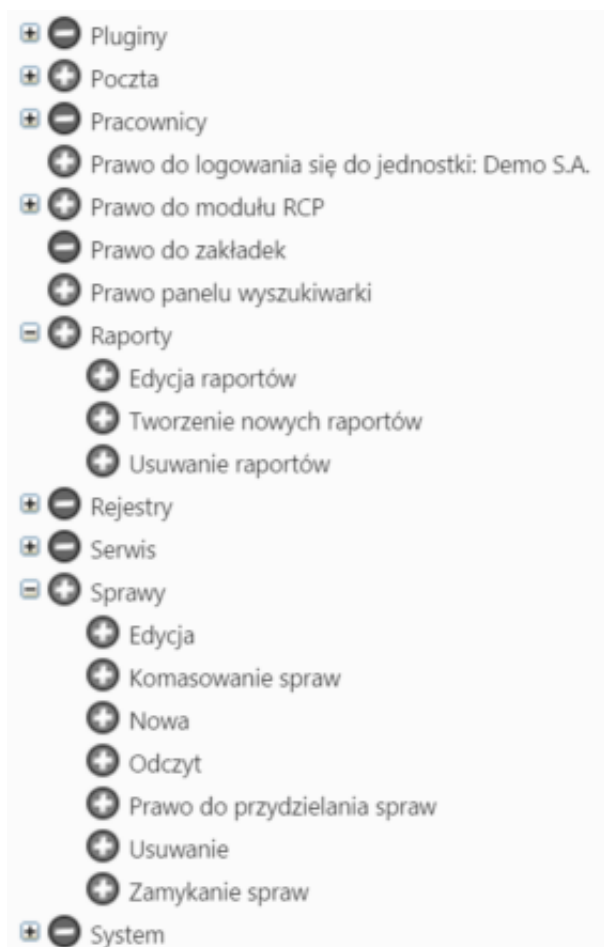 Pluginy
Poczta
Pracownicy
Prawo do logowania się do jednostki: Demo S.A.
Prawo do modułu RCP
Prawo do zakładek
Prawo panelu wyszukiwarki
Raporty
Edycja raportów
Tworzenie nowych raportów
Usuwanie raportów
Rejestry
Serwis
Sprawy
Edycja
Komasowanie spraw
Nowa
Odczyt
Prawo do przydzielania spraw
Usuwanie
Zamykanie spraw
System